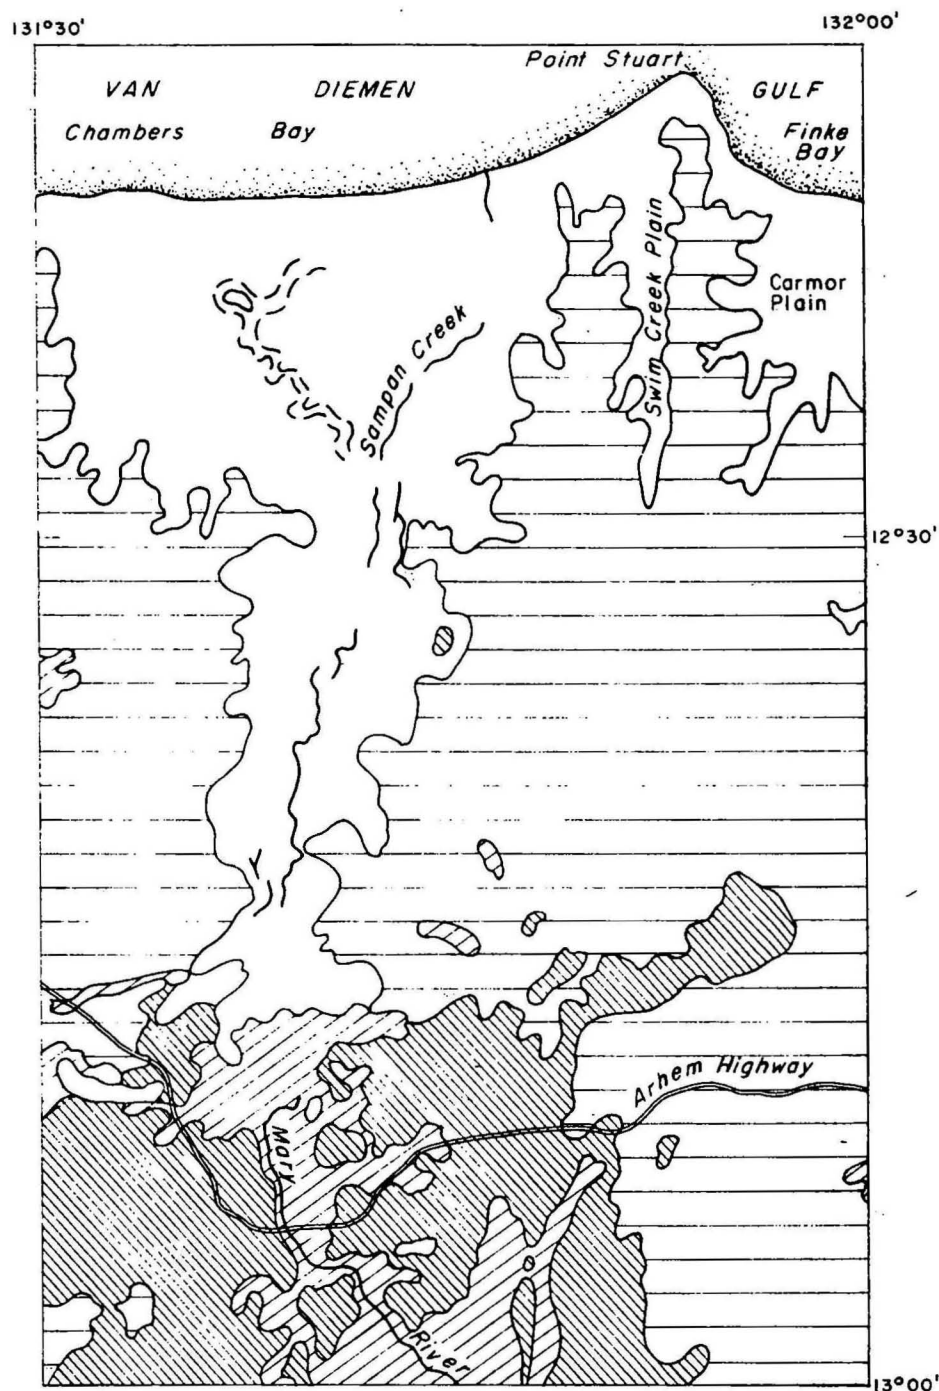 131°30'
132°00'
Point Stuart
VAN DIEMEN GULF
Chambers Bay
Finke
Bay
Swim Creek Plain
Carmor
Plain
Sampan Creek
12°30'
Arhem Highway
Mary
River
13°00'